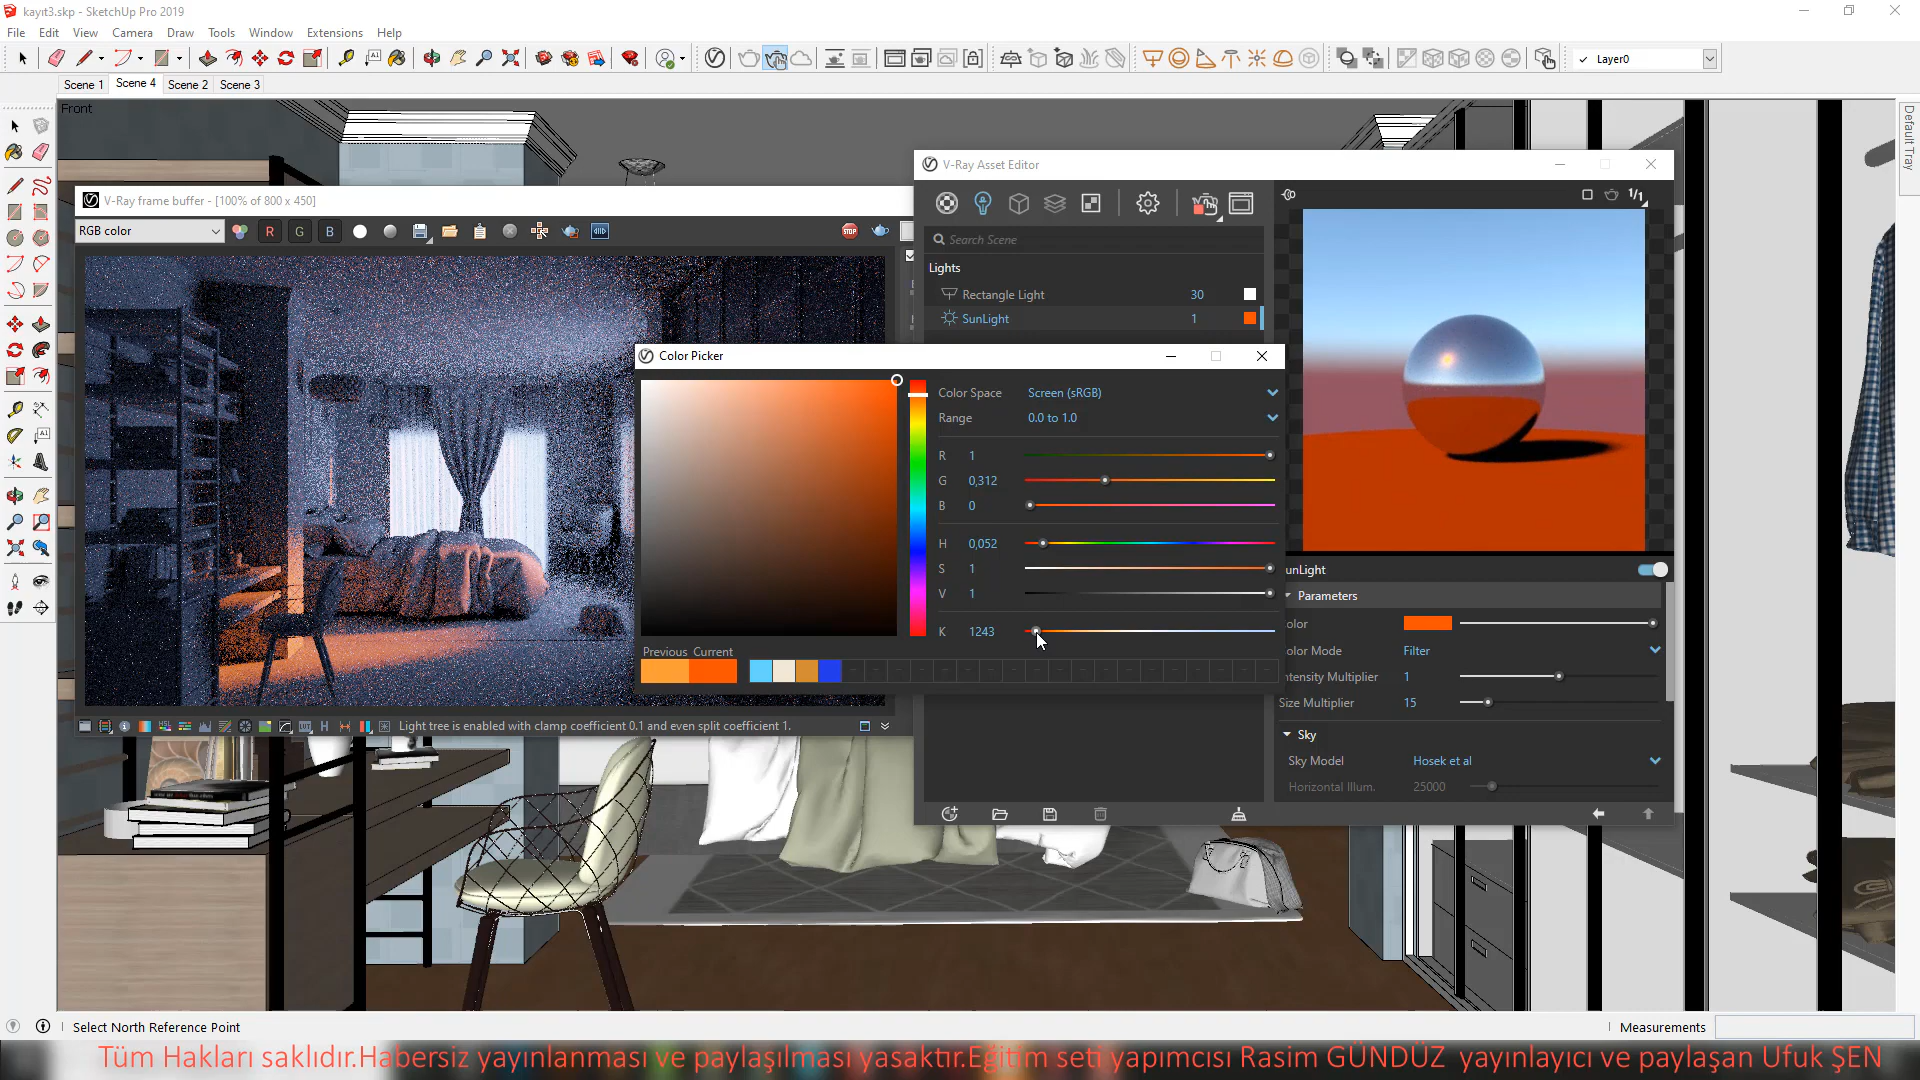 kayıt3.skp - SketchUp Pro 2019
File Edit View Camera Draw Tools Window Extensions Help
Layer0
Scene 1 Scene 4 Scene 2 Scene 3
Front
Default Tray
V-Ray frame buffer - [100% of 800 x 450]
RGB color
R G B
STOP
Light tree is enabled with clamp coefficient 0.1 and even split coefficient 1.
V-Ray Asset Editor
1/1
Search Scene
Lights
Rectangle Light 30
SunLight 1
Color Picker
Color Space Screen (sRGB)
Range 0.0 to 1.0
R 1
G 0,312
B 0
H 0,052
S 1
V 1
K 1243
Previous Current
unLight
Parameters
olor
olor Mode Filter
ntensity Multiplier 1
Size Multiplier 15
Sky
Sky Model Hosek et al
Horizontal Illum. 25000
Select North Reference Point
Measurements
Tüm Hakları saklıdır.Habersiz yayınlanması ve paylaşılması yasaktır.Eğitim seti yapımcısı Rasim GÜNDÜZ yayınlayıcı ve paylaşan Ufuk ŞEN